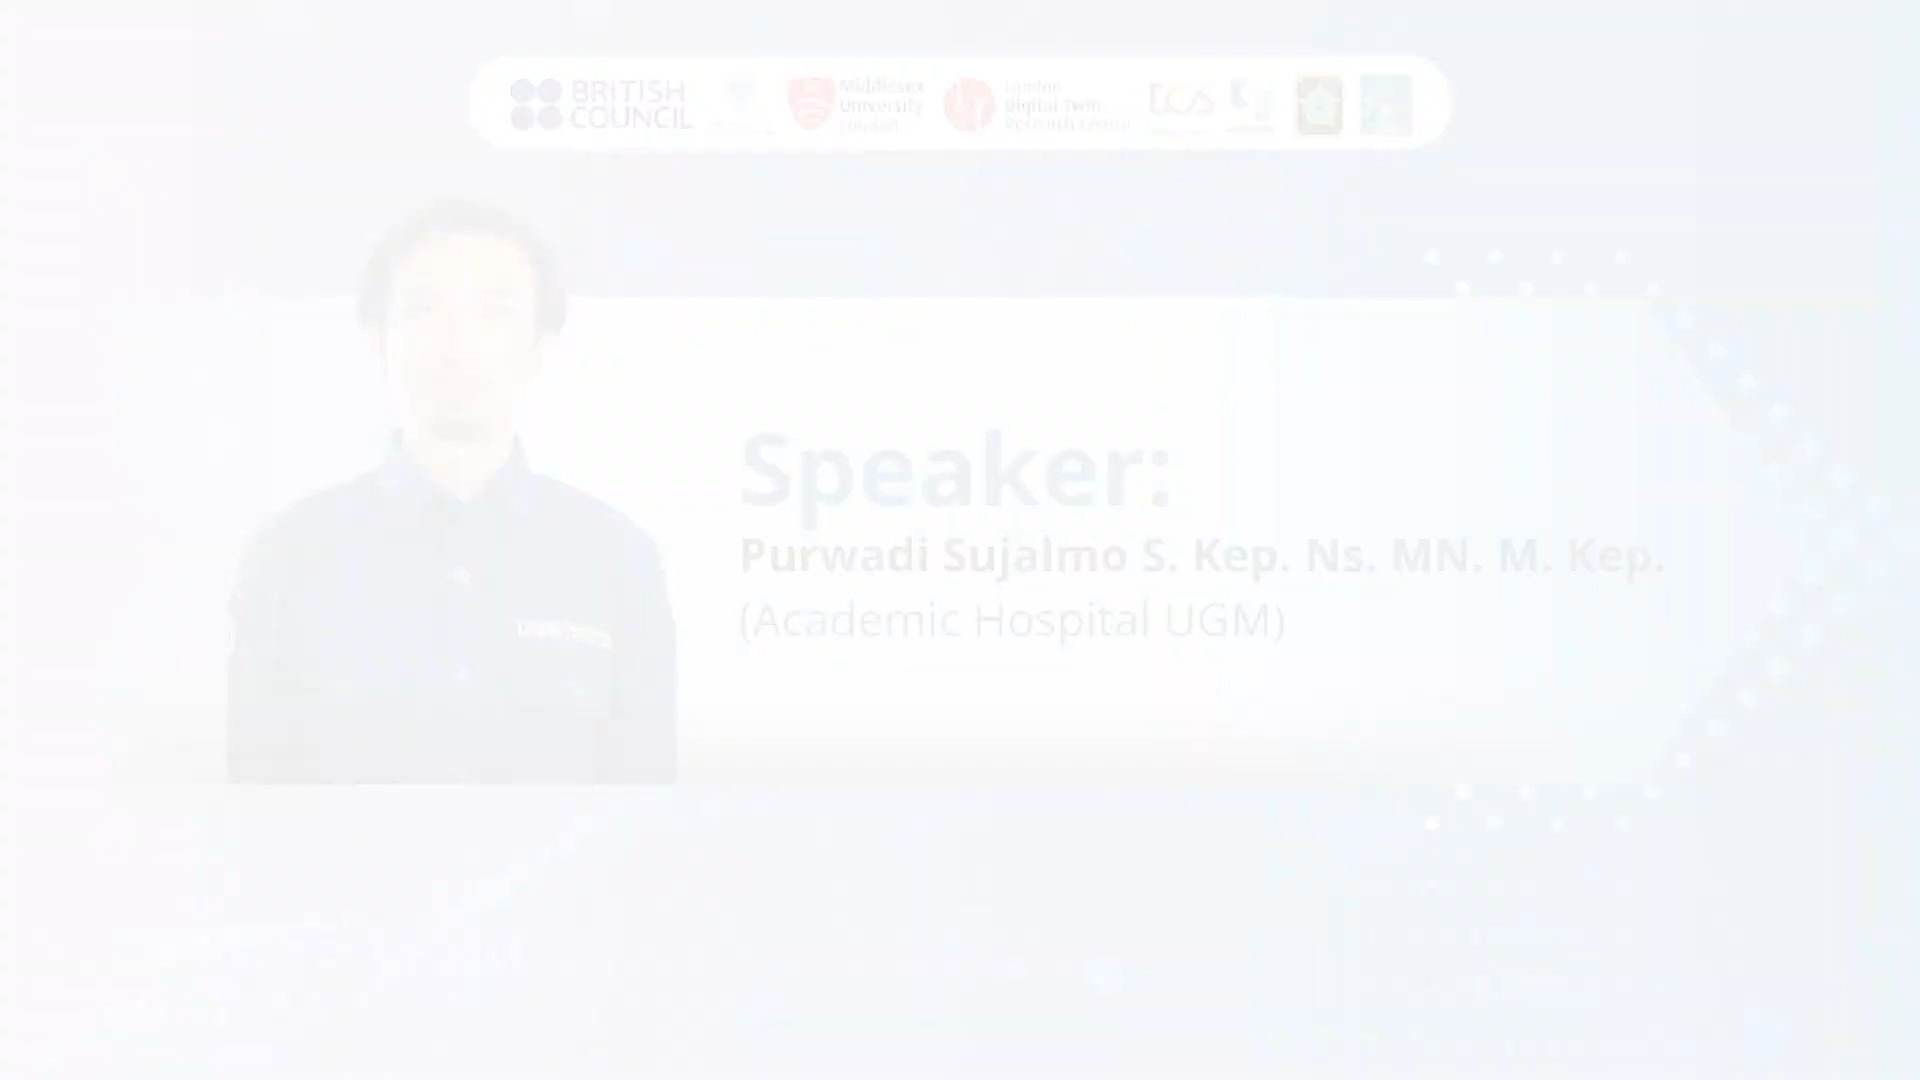 BRITISH
COUNCIL
Middlesex
University
London
London
Digital Twin
Research Centre
Speaker:
Purwadi Sujalmo S. Kep. Ns. MN. M. Kep.
(Academic Hospital UGM)